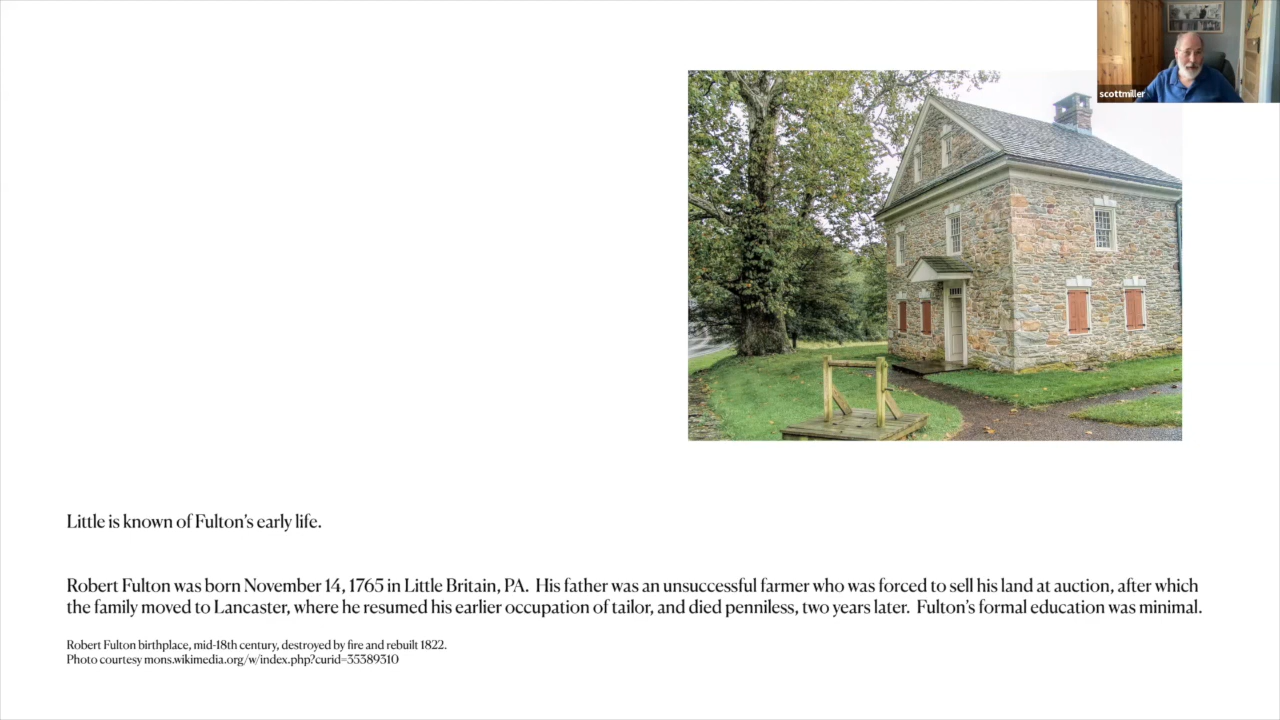 scottmiller
Little is known of Fulton's early life.
Robert Fulton was born November 14, 1765 in Little Britain, PA.  His father was an unsuccessful farmer who was forced to sell his land at auction, after which
the family moved to Lancaster, where he resumed his earlier occupation of tailor, and died penniless, two years later.  Fulton's formal education was minimal.
Robert Fulton birthplace, mid-18th century, destroyed by fire and rebuilt 1822.
Photo courtesy mons.wikimedia.org/w/index.php?curid=35389310